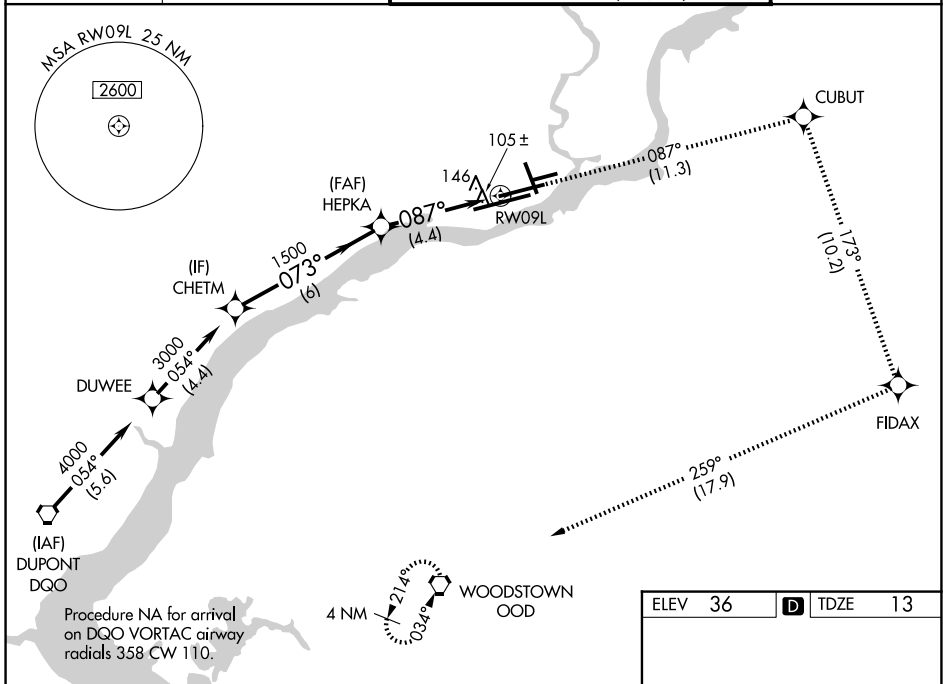 MSA RW09L 25 NM
2600
CUBUT
105 ±
146
087°
(11.3)
(FAF)
HEPKA
087°
(4.4)
RW09L
1500
073°
(6)
(IF)
CHETM
173°
(10.2)
3000
054°
(4.4)
DUWEE
FIDAX
4000
054°
(5.6)
259°
(17.9)
(IAF)
DUPONT
DQO
214°
034°
4 NM
WOODSTOWN
OOD
Procedure NA for arrival
on DQO VORTAC airway
radials 358 CW 110.
ELEV 36 D TDZE 13